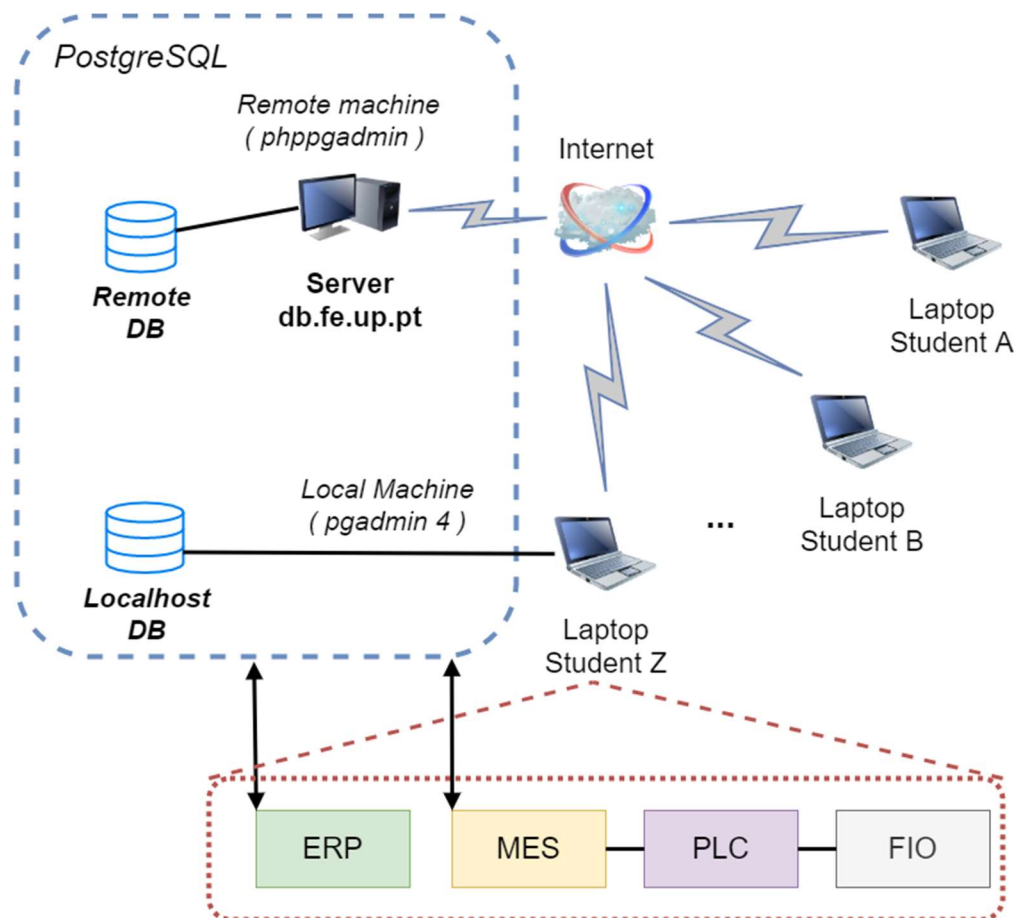 PostgreSQL
Remote machine
( phppgadmin )
Internet
Remote
DB
Server
db.fe.up.pt
Laptop
Student A
Local Machine
( pgadmin 4 )
Laptop
Student B
...
Localhost
DB
Laptop
Student Z
ERP
MES
PLC
FIO